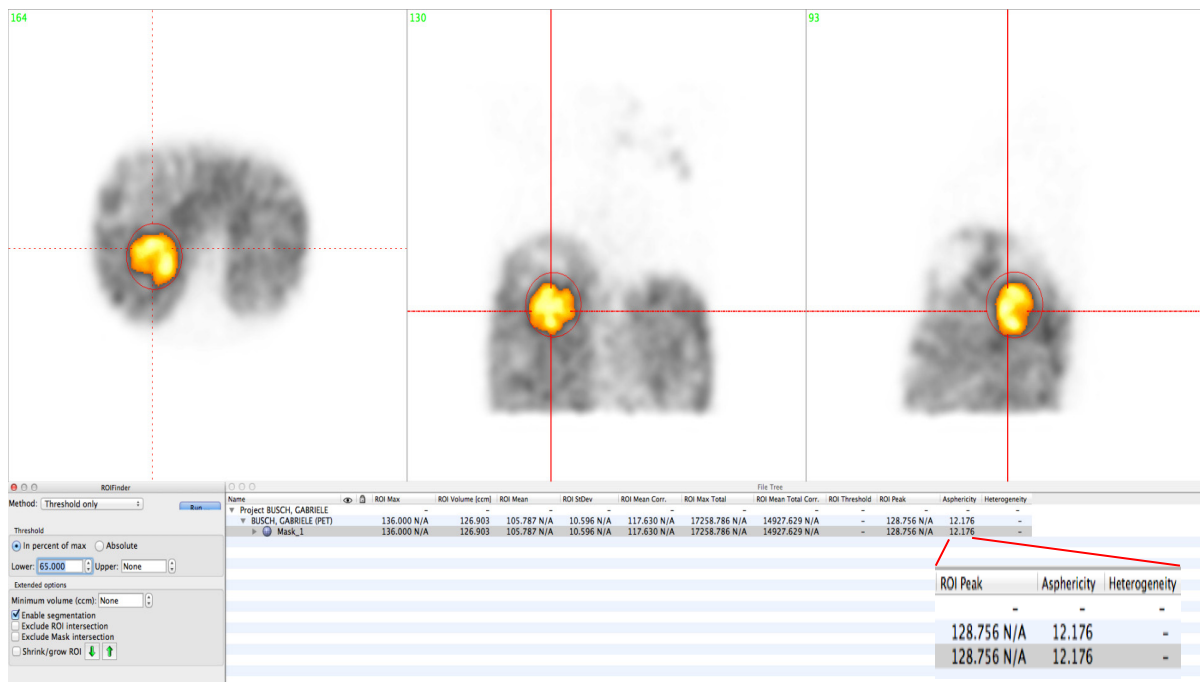 164
130
93
ROIFinder
Method: Threshold only
Run
Threshold
In percent of max Absolute
Lower: 65.000 Upper: None
Extended options
Minimum volume (ccm): None
Enable segmentation
Exclude ROI intersection
Exclude Mask intersection
Shrink/grow ROI
File Tree
Name ROI Max ROI Volume [ccm] ROI Mean ROI StDev ROI Mean Corr. ROI Max Total ROI Mean Total Corr. ROI Threshold ROI Peak Asphericity Heterogeneity
Project BUSCH, GABRIELE - - - - - - - - - - -
BUSCH, GABRIELE (PET) 136.000 N/A 126.903 105.787 N/A 10.596 N/A 117.630 N/A 17258.786 N/A 14927.629 N/A - 128.756 N/A 12.176 -
Mask_1 136.000 N/A 126.903 105.787 N/A 10.596 N/A 117.630 N/A 17258.786 N/A 14927.629 N/A - 128.756 N/A 12.176 -
ROI Peak Asphericity Heterogeneity
- - -
128.756 N/A 12.176 -
128.756 N/A 12.176 -